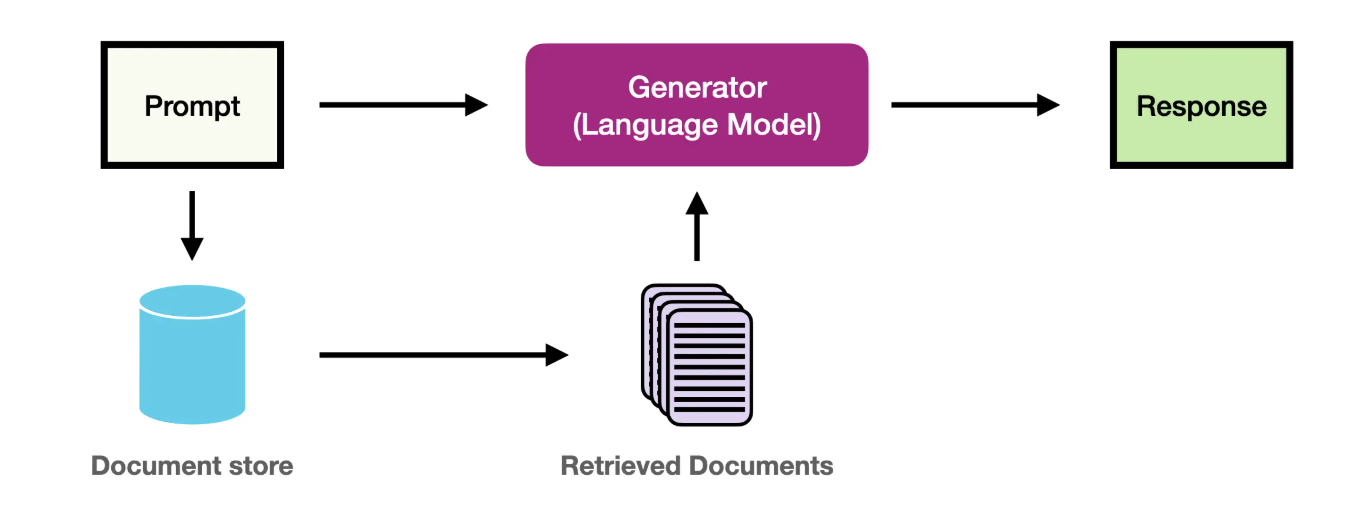 Prompt
Generator
(Language Model)
Response
Document store
Retrieved Documents